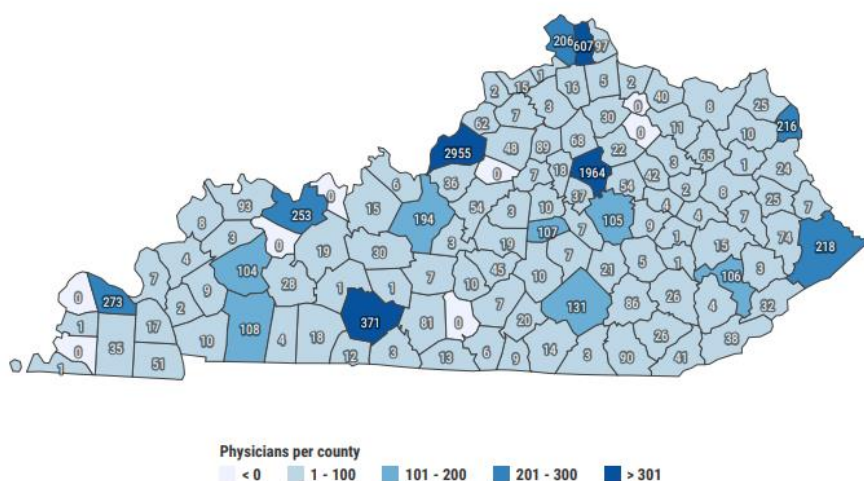 206 607 97
2 15 1 16 5 2 40 8 25
62 7 3 30 0 11 10 216
2955 48 89 68 0
36 0 7 18 1964 22 42 3 65 1 24
6 194 54 3 10 37 54 2 8 25 7
93 253 0 15 107 7 105 4 4 7
8 3 0 19 30 3 19 7 9 1 15 74 218
4 104 28 7 10 45 10 21 5 1 106 3
7 9 1 1 7 131 86 26 4 32
0 273 2 371 81 0 20
1 17 108 4 18 26 38
0 35 10 12 3 13 6 9 14 3 90 41
1 51
Physicians per county
< 0 1 - 100 101 - 200 201 - 300 > 301